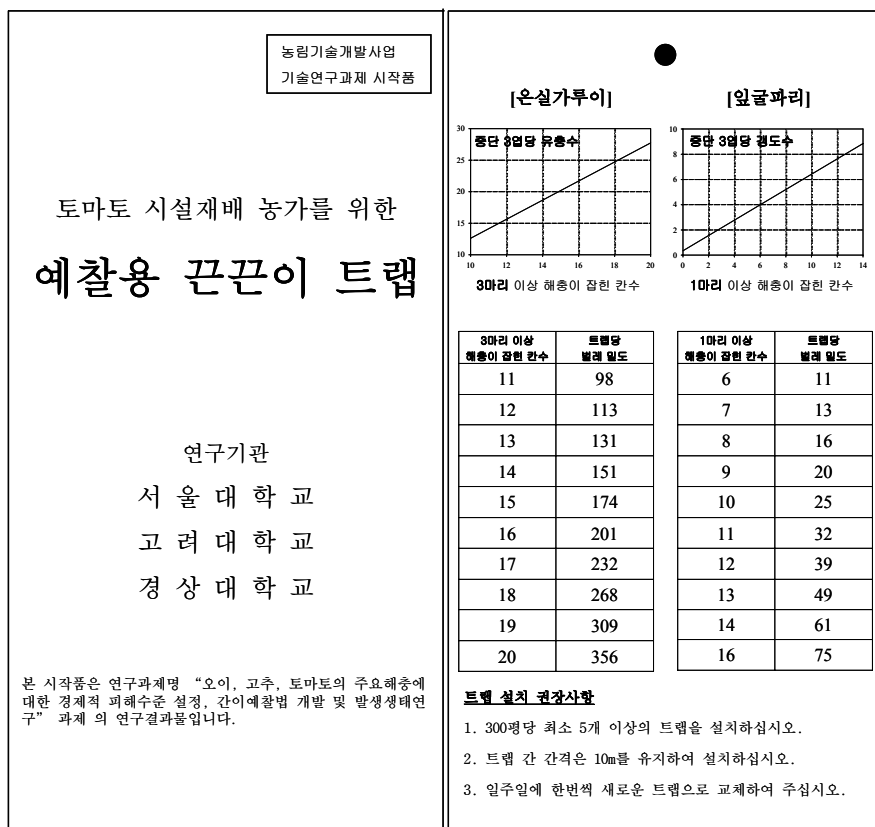 농림기술개발사업
기술연구과제 시작품
토마토 시설재배 농가를 위한
예찰용 끈끈이 트랩
연구기관
서 울 대 학 교
고 려 대 학 교
경 상 대 학 교
본 시작품은 연구과제명 “오이, 고추, 토마토의 주요해충에
대한 경제적 피해수준 설정, 간이예찰법 개발 및 발생생태연
구” 과제 의 연구결과물입니다.
[온실가루이]
중단 3엽당 유충수
30
25
20
15
10
10 12 14 16 18 20
3마리 이상 해충이 잡힌 칸수
[잎굴파리]
중단 3엽당 갱도수
10
8
6
4
2
0
0 2 4 6 8 10 12 14
1마리 이상 해충이 잡힌 칸수
3마리 이상 트랩당
해충이 잡힌 칸수 벌레 밀도
11 98
12 113
13 131
14 151
15 174
16 201
17 232
18 268
19 309
20 356
1마리 이상 트랩당
해충이 잡힌 칸수 벌레 밀도
6 11
7 13
8 16
9 20
10 25
11 32
12 39
13 49
14 61
16 75
트랩 설치 권장사항
1. 300평당 최소 5개 이상의 트랩을 설치하십시오.
2. 트랩 간 간격은 10m를 유지하여 설치하십시오.
3. 일주일에 한번씩 새로운 트랩으로 교체하여 주십시오.